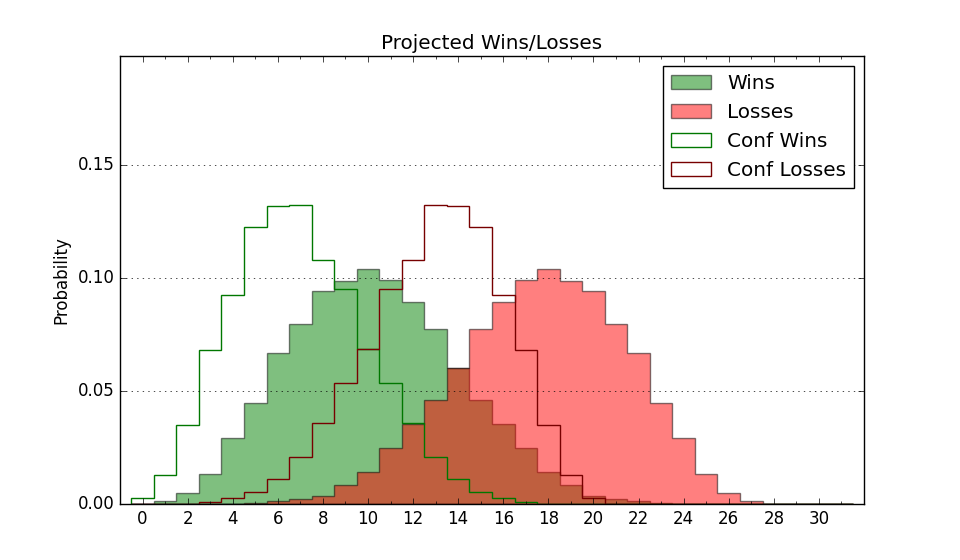 Projected Wins/Losses
Wins
Losses
Conf Wins
Conf Losses
Probability
0.15
0.10
0.05
0.00
0 2 4 6 8 10 12 14 16 18 20 22 24 26 28 30